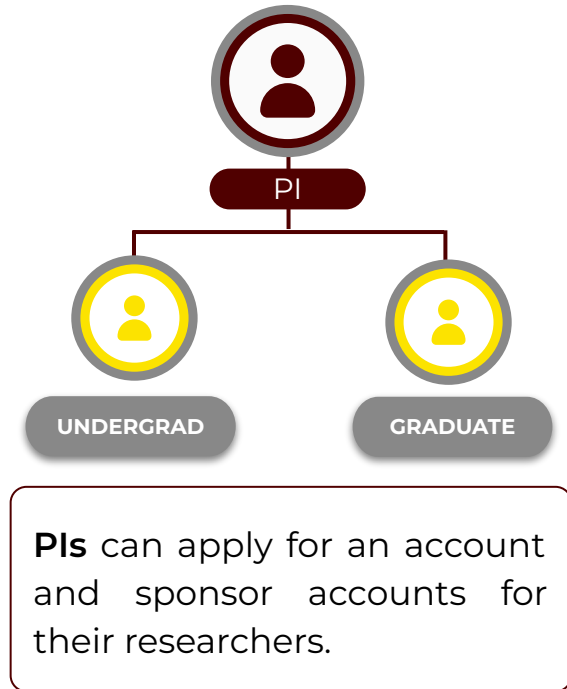 PI
UNDERGRAD
GRADUATE
PIs can apply for an account
and sponsor accounts for
their researchers.